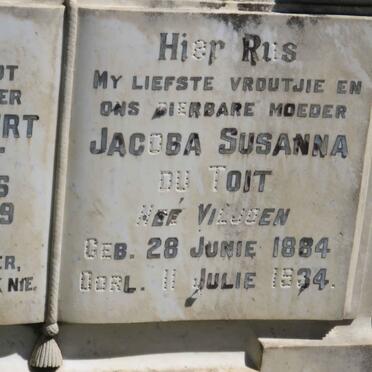 Hier Rus
MY LIEFSTE VROUTJIE EN
ONS DIERBARE MOEDER
JACOBA SUSANNA
DU TOIT
NEÉ VILJOEN
GEB. 28 JUNIE 1884
OORL. 11 JULIE 1934.